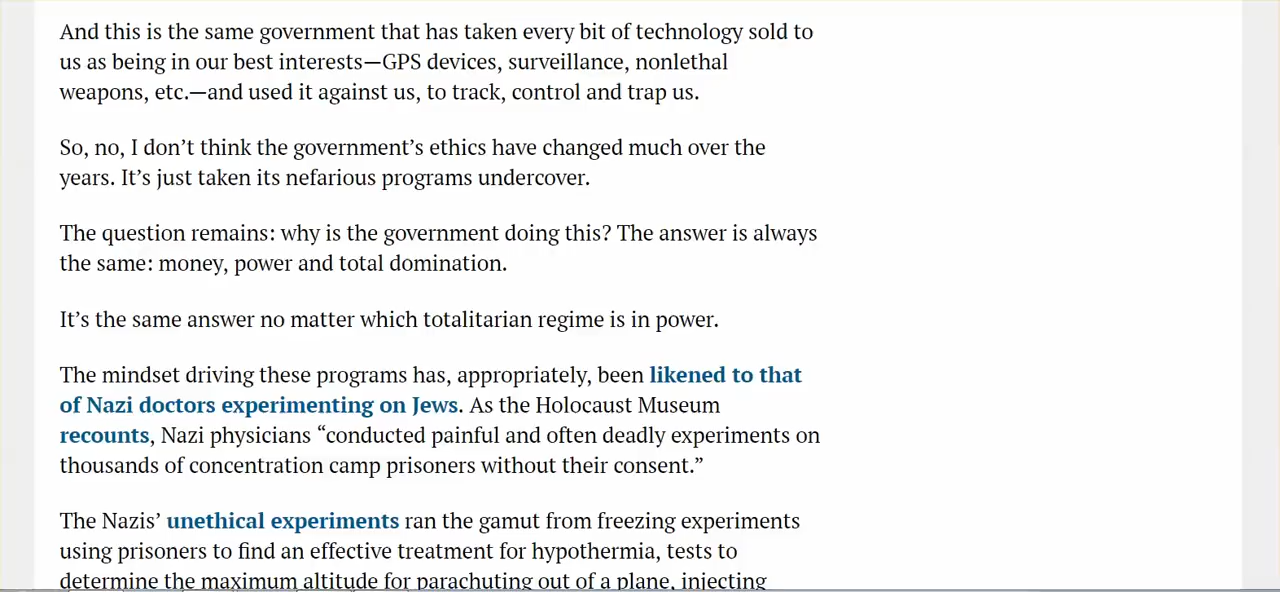 And this is the same government that has taken every bit of technology sold to
us as being in our best interests—GPS devices, surveillance, nonlethal
weapons, etc.—and used it against us, to track, control and trap us.
So, no, I don’t think the government’s ethics have changed much over the
years. It’s just taken its nefarious programs undercover.
The question remains: why is the government doing this? The answer is always
the same: money, power and total domination.
It’s the same answer no matter which totalitarian regime is in power.
The mindset driving these programs has, appropriately, been likened to that
of Nazi doctors experimenting on Jews. As the Holocaust Museum
recounts, Nazi physicians “conducted painful and often deadly experiments on
thousands of concentration camp prisoners without their consent.”
The Nazis’ unethical experiments ran the gamut from freezing experiments
using prisoners to find an effective treatment for hypothermia, tests to
determine the maximum altitude for parachuting out of a plane, injecting